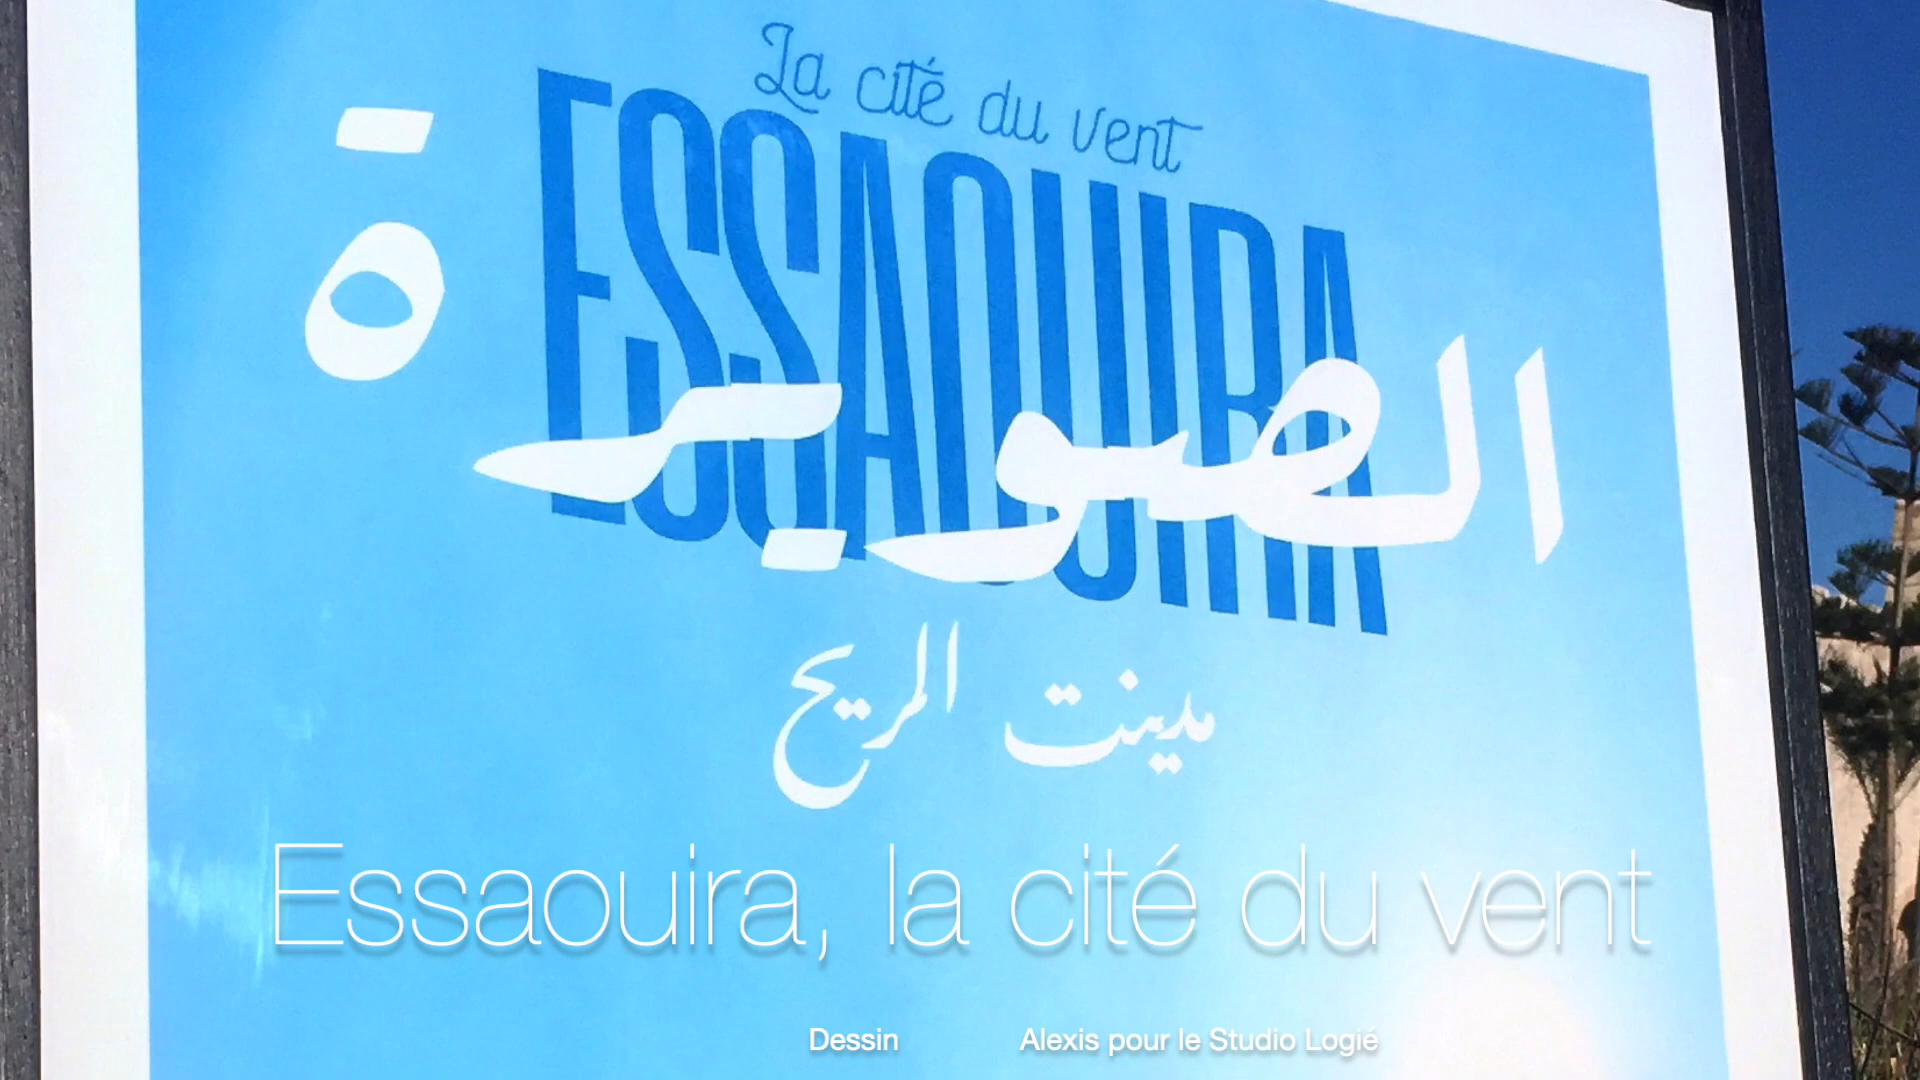 La cité du vent
ESSAOUIRA
الصويرة
مدينت الريح
Essaouira, la cité du vent
Dessin Alexis pour le Studio Logié